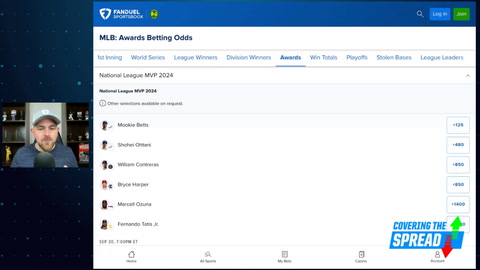 FANDUEL
SPORTSBOOK
Log in
Join
MLB: Awards Betting Odds
1st Inning World Series League Winners Division Winners Awards Win Totals Playoffs Stolen Bases League Leaders
National League MVP 2024
National League MVP 2024
Other selections available on request.
Mookie Betts +125
Shohei Ohtani +480
William Contreras +850
Bryce Harper +850
Marcell Ozuna +1400
Fernando Tatis Jr.
SEP 30, 7:00PM ET
COVERING THE
SPREAD
Home All Sports My Bets Casino Account